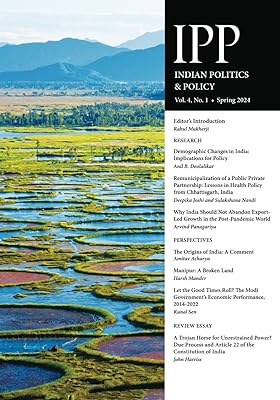 IPP
INDIAN POLITICS
& POLICY
Vol. 4, No. 1 • Spring 2024
Editor's Introduction
Rahul Mukherji
RESEARCH
Demographic Changes in India:
Implications for Policy
Anil B. Deolalikar
Remunicipalization of a Public Private
Partnership: Lessons in Health Policy
from Chhattisgarh, India
Deepika Joshi and Sulakshana Nandi
Why India Should Not Abandon Export-
Led Growth in the Post-Pandemic World
Arvind Panagariya
PERSPECTIVES
The Origins of India: A Comment
Amitav Acharya
Manipur: A Broken Land
Harsh Mander
Let the Good Times Roll? The Modi
Government's Economic Performance,
2014-2022
Kunal Sen
REVIEW ESSAY
A Trojan Horse for Unrestrained Power?
Due Process and Article 22 of the
Constitution of India
John Harriss